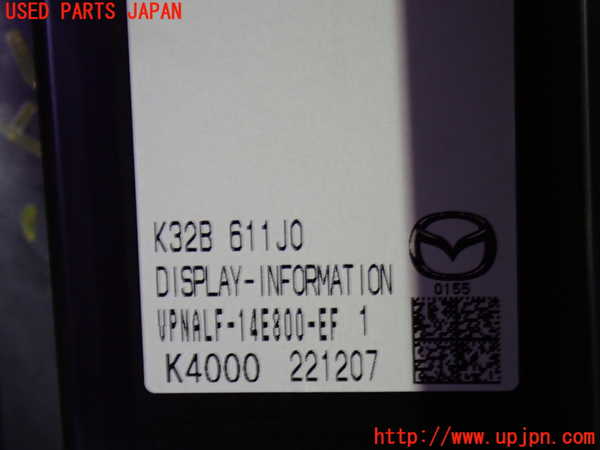 USED PARTS JAPAN
K32B 611J0
DISPLAY-INFORMATION
VPNALF-14E800-EF 1
K4000 221207
0155
http://www.upjpn.com